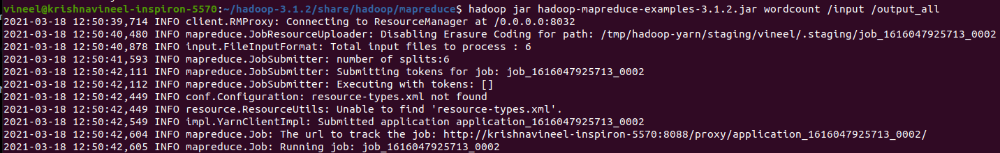 vineel@krishnavineel-inspiron-5570:~/hadoop-3.1.2/share/hadoop/mapreduce$ hadoop jar hadoop-mapreduce-examples-3.1.2.jar wordcount /input /output_all
2021-03-18 12:50:39,714 INFO client.RMProxy: Connecting to ResourceManager at /0.0.0.0:8032
2021-03-18 12:50:40,480 INFO mapreduce.JobResourceUploader: Disabling Erasure Coding for path: /tmp/hadoop-yarn/staging/vineel/.staging/job_1616047925713_0002
2021-03-18 12:50:40,878 INFO input.FileInputFormat: Total input files to process : 6
2021-03-18 12:50:41,593 INFO mapreduce.JobSubmitter: number of splits:6
2021-03-18 12:50:42,111 INFO mapreduce.JobSubmitter: Submitting tokens for job: job_1616047925713_0002
2021-03-18 12:50:42,112 INFO mapreduce.JobSubmitter: Executing with tokens: []
2021-03-18 12:50:42,449 INFO conf.Configuration: resource-types.xml not found
2021-03-18 12:50:42,449 INFO resource.ResourceUtils: Unable to find 'resource-types.xml'.
2021-03-18 12:50:42,549 INFO impl.YarnClientImpl: Submitted application application_1616047925713_0002
2021-03-18 12:50:42,604 INFO mapreduce.Job: The url to track the job: http://krishnavineel-inspiron-5570:8088/proxy/application_1616047925713_0002/
2021-03-18 12:50:42,605 INFO mapreduce.Job: Running job: job_1616047925713_0002